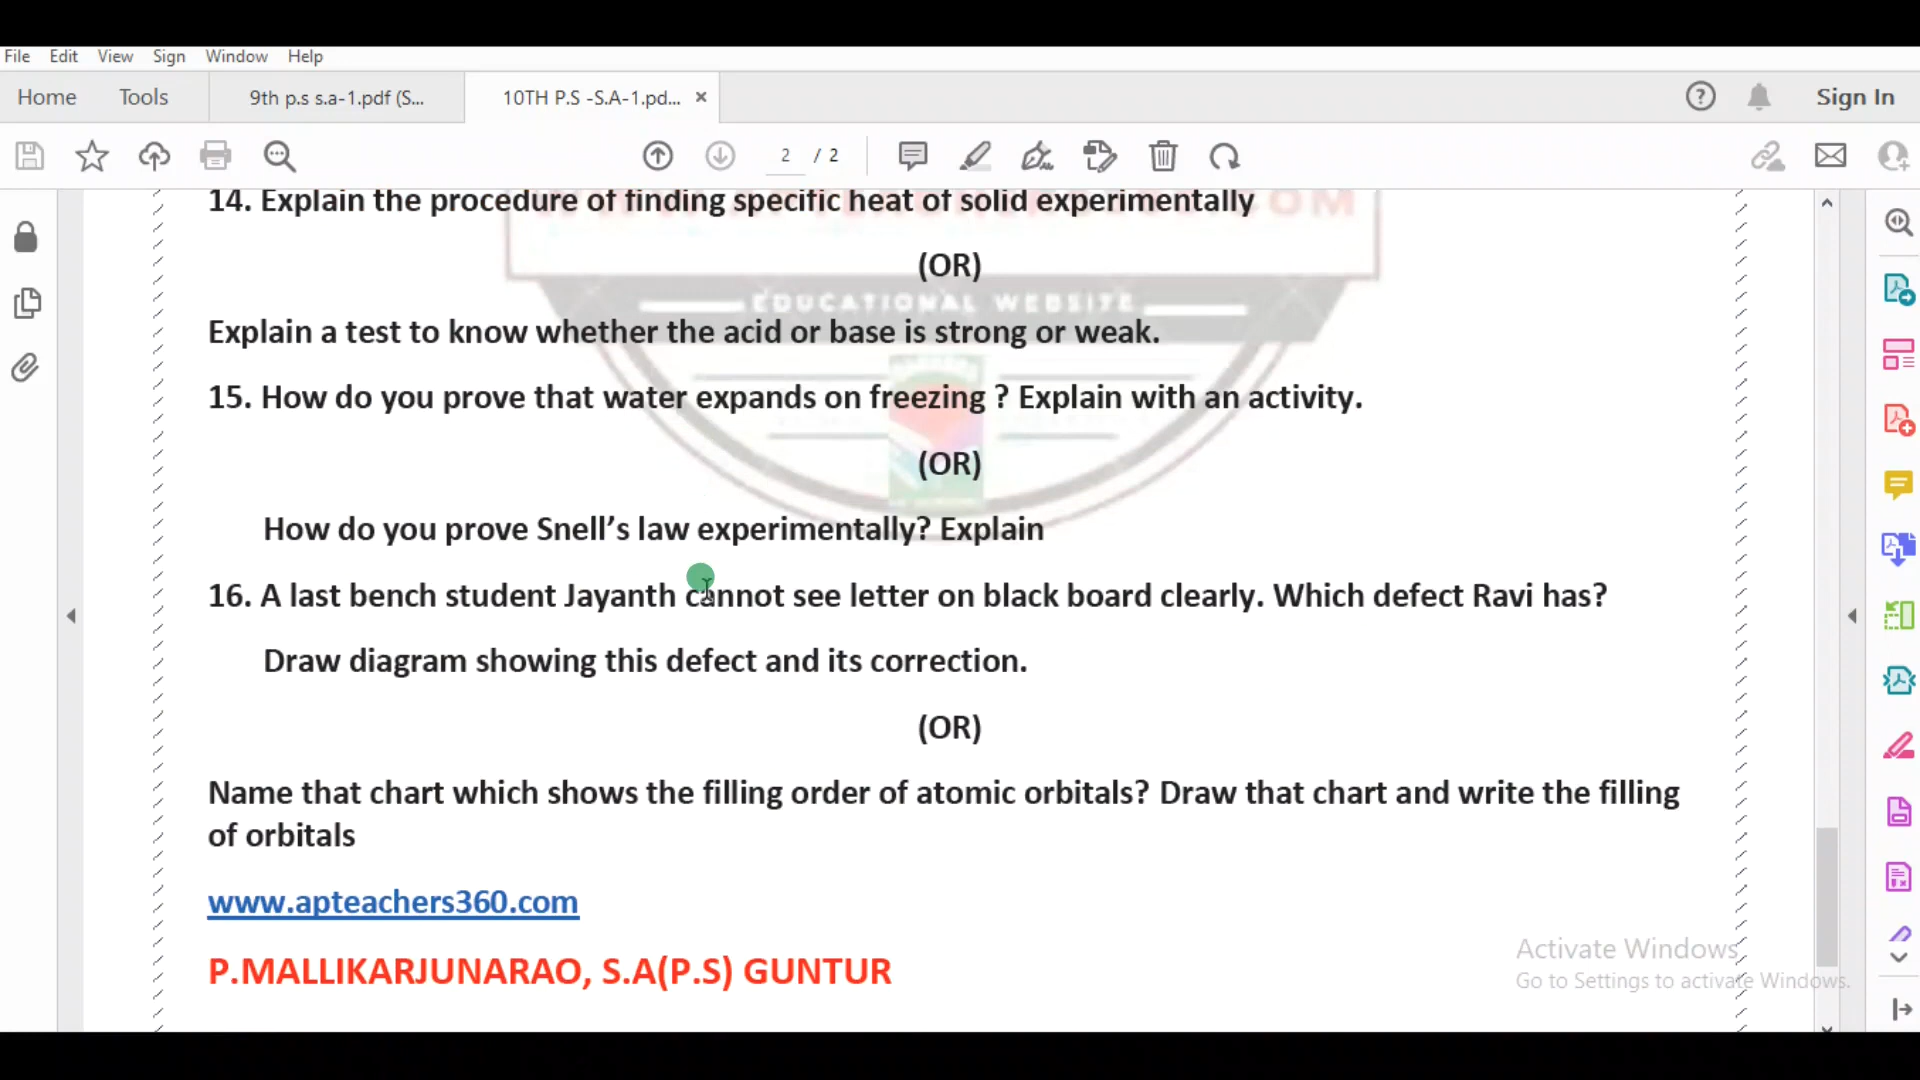 File Edit View Sign Window Help
Home Tools 9th p.s s.a-1.pdf (S... 10TH P.S -S.A-1.pd... × Sign In
2 / 2
14. Explain the procedure of finding specific heat of solid experimentally
(OR)
EDUCATIONAL WEBSITE
Explain a test to know whether the acid or base is strong or weak.
15. How do you prove that water expands on freezing ? Explain with an activity.
(OR)
How do you prove Snell’s law experimentally? Explain
16. A last bench student Jayanth cannot see letter on black board clearly. Which defect Ravi has?
Draw diagram showing this defect and its correction.
(OR)
Name that chart which shows the filling order of atomic orbitals? Draw that chart and write the filling
of orbitals
www.apteachers360.com
P.MALLIKARJUNARAO, S.A(P.S) GUNTUR
Activate Windows
Go to Settings to activate Windows.